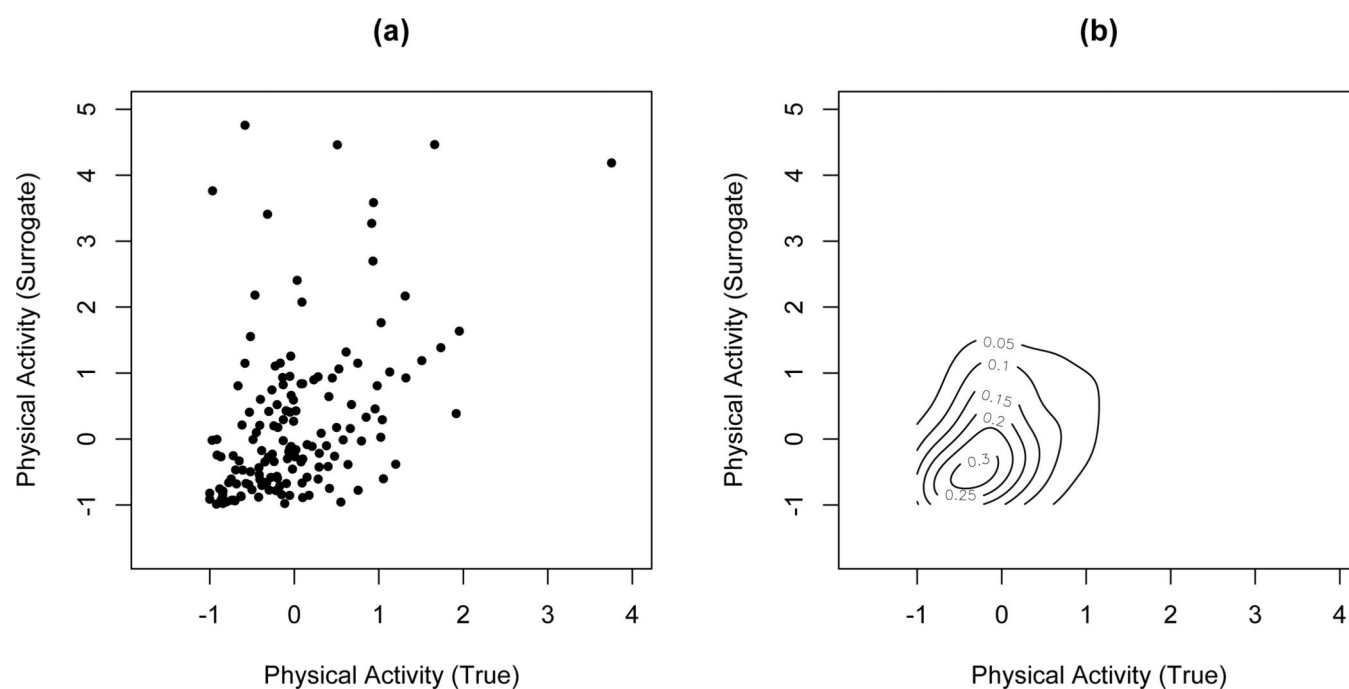 (a)
Physical Activity (Surrogate)
5
4
3
2
1
0
-1
-1 0 1 2 3 4
Physical Activity (True)
(b)
Physical Activity (Surrogate)
5
4
3
2
1
0
-1
0.05
0.1
0.15
0.2
0.3
0.25
-1 0 1 2 3 4
Physical Activity (True)